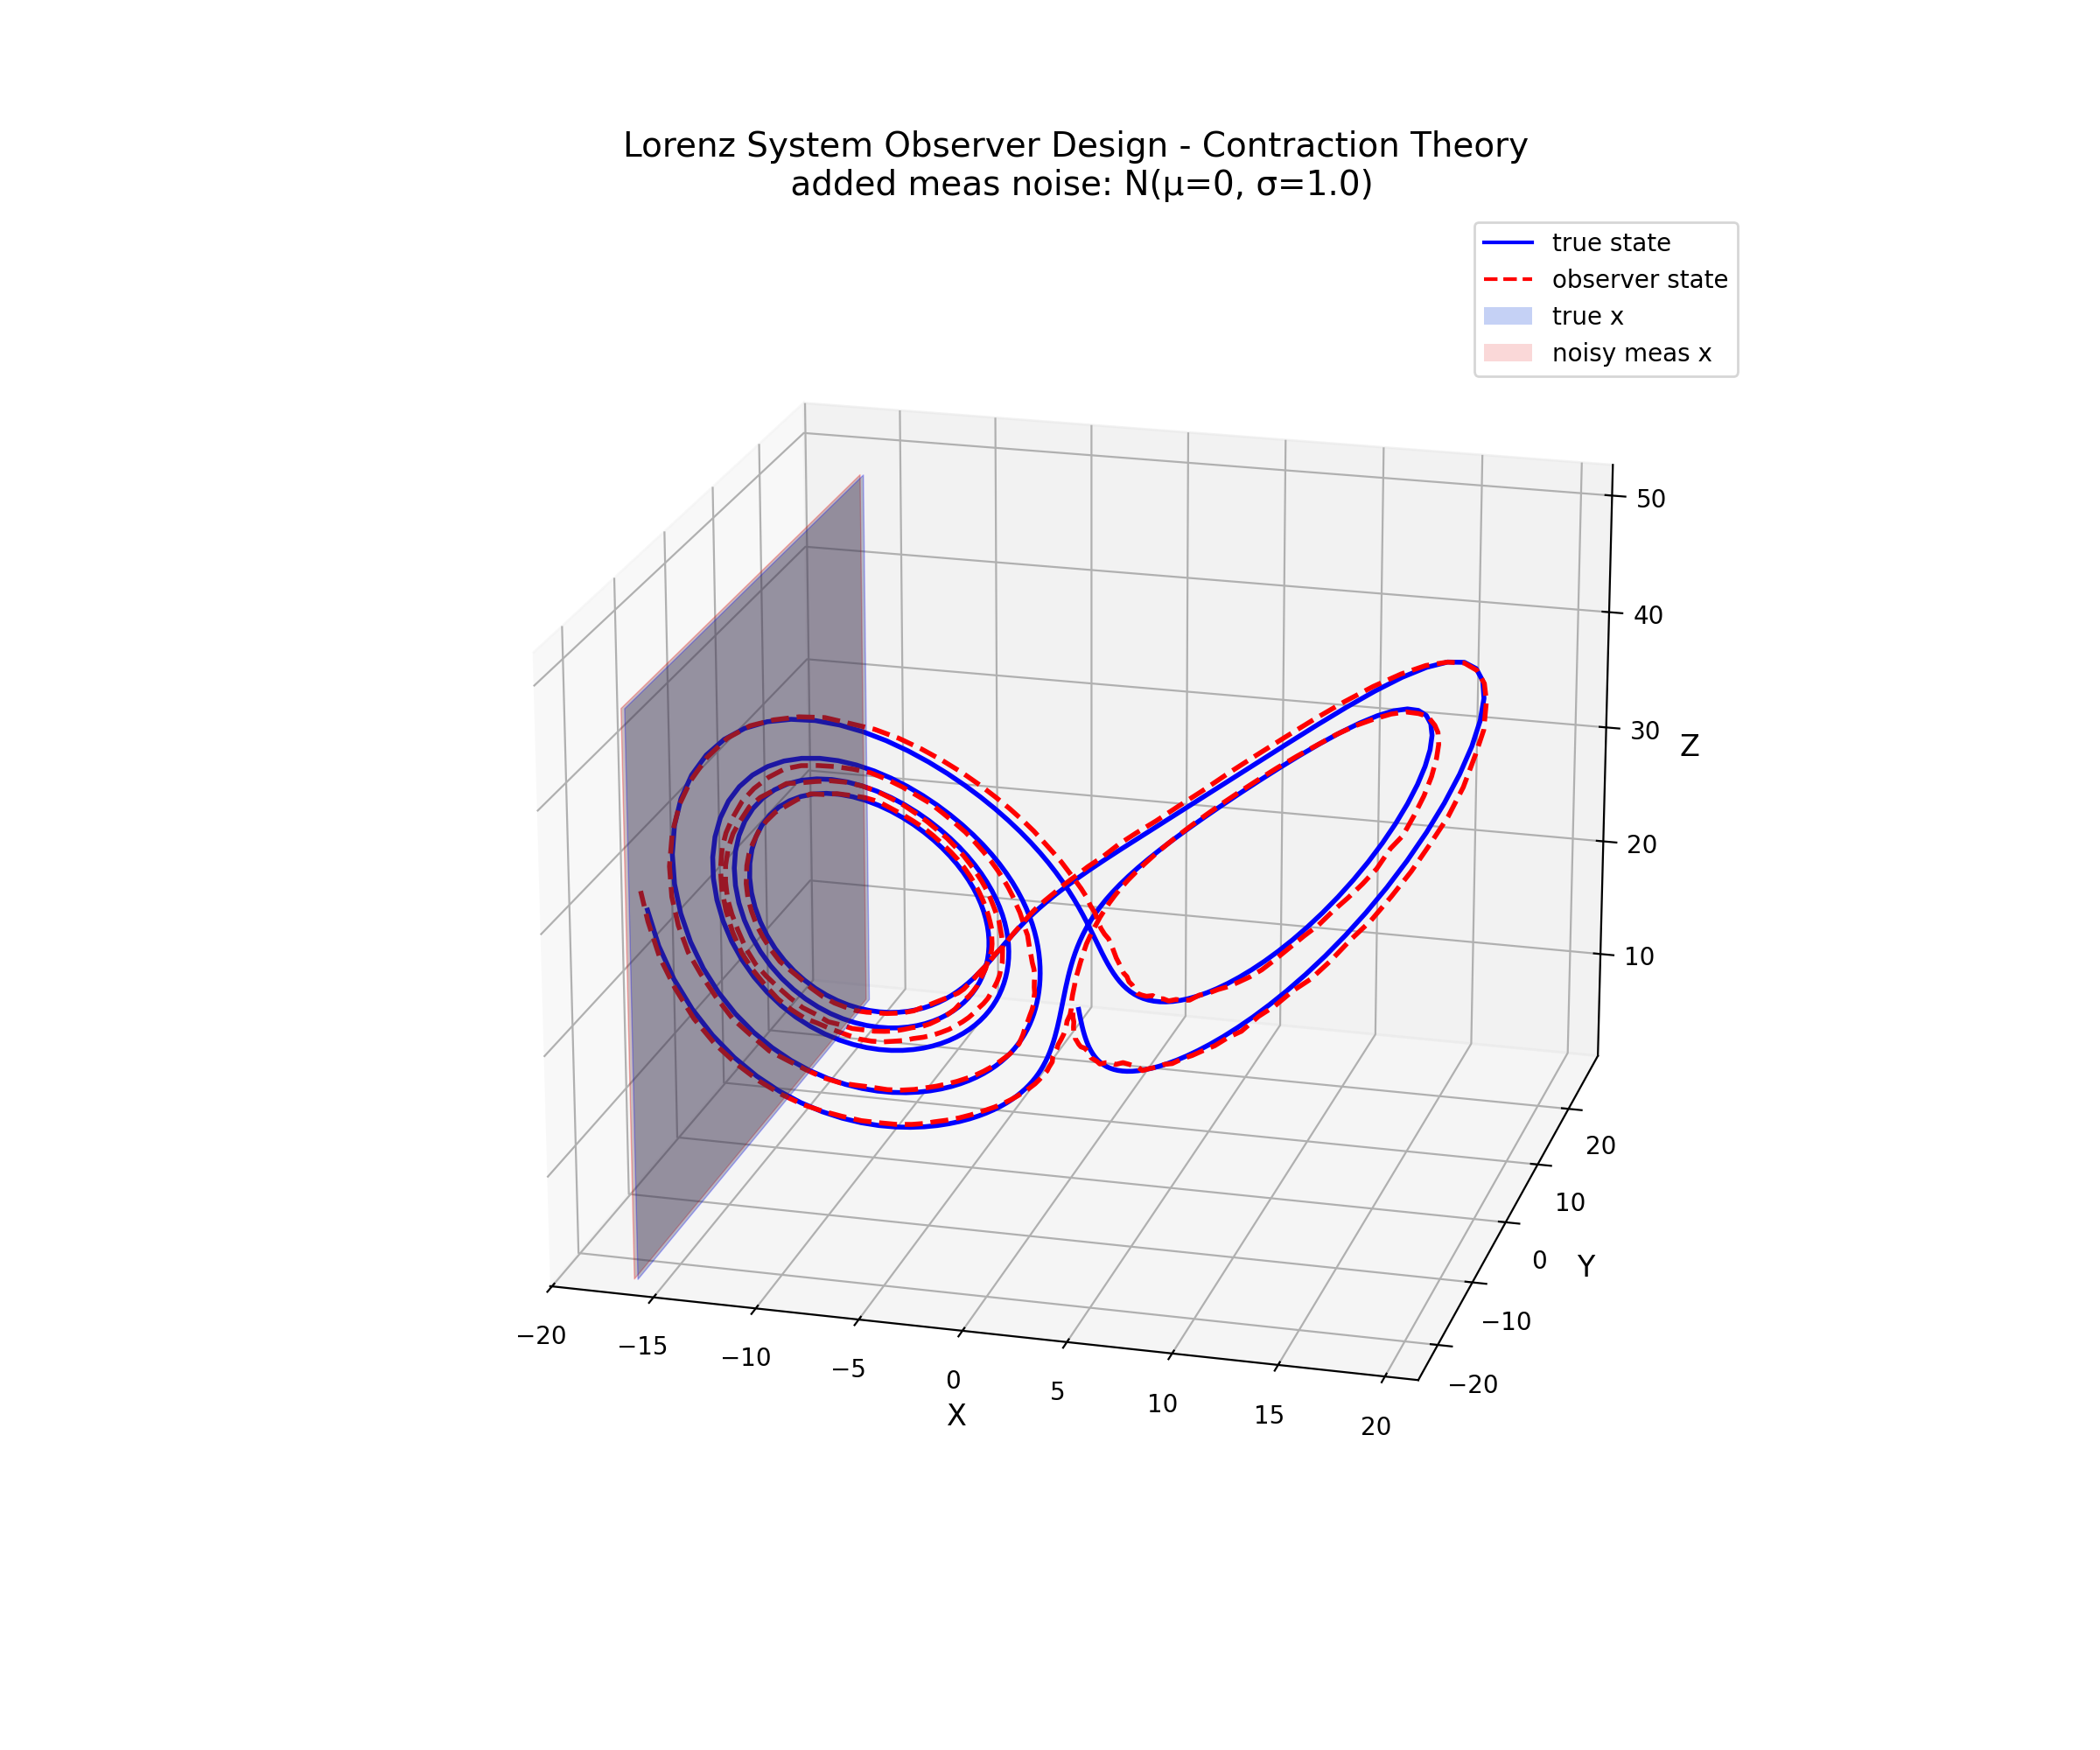 Lorenz System Observer Design - Contraction Theory
added meas noise: N(μ=0, σ=1.0)
true state
observer state
true x
noisy meas x
50
40
30
Z
20
10
20
10
0
Y
−10
−20
−20
−15
−10
−5
0
5
10
15
20
X